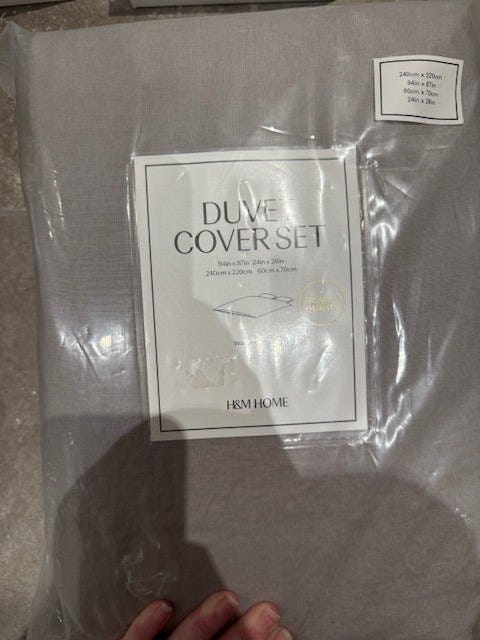 240cm x 220cm
94in x 87in
60cm x 70cm
24in x 28in
DUVET
COVER SET
94in x 87in 24in x 28in
240cm x 220cm 60cm x 70cm
PREMIUM
QUALITY
H&M HOME